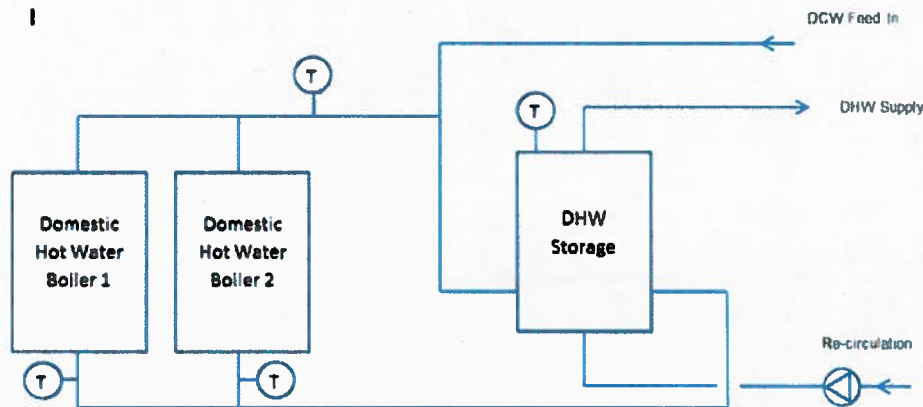 I
DCW Feed In
T
T
DHW Supply
Domestic
Hot Water
Boiler 1
Domestic
Hot Water
Boiler 2
DHW
Storage
Re-circulation
T
T